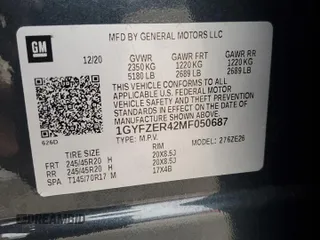 GM
MFD BY GENERAL MOTORS LLC
12/20 GVWR GAWR FRT GAWR RR
2350 KG 1220 KG 1220 KG
5180 LB 2689 LB 2689 LB
THIS VEHICLE CONFORMS TO ALL
APPLICABLE U.S. FEDERAL MOTOR
VEHICLE SAFETY AND THEFT PREVENTION
STANDARDS IN EFFECT ON THE DATE OF
MANUFACTURE SHOWN ABOVE.
1GYFZER42MF050687
TYPE: M.P.V. MODEL: 276ZE26
TIRE SIZE RIM
FRT 245/45R20 H 20X8.5J
RR 245/45R20 H 20X8.5J
SPA T145/70R17 M 17X4B